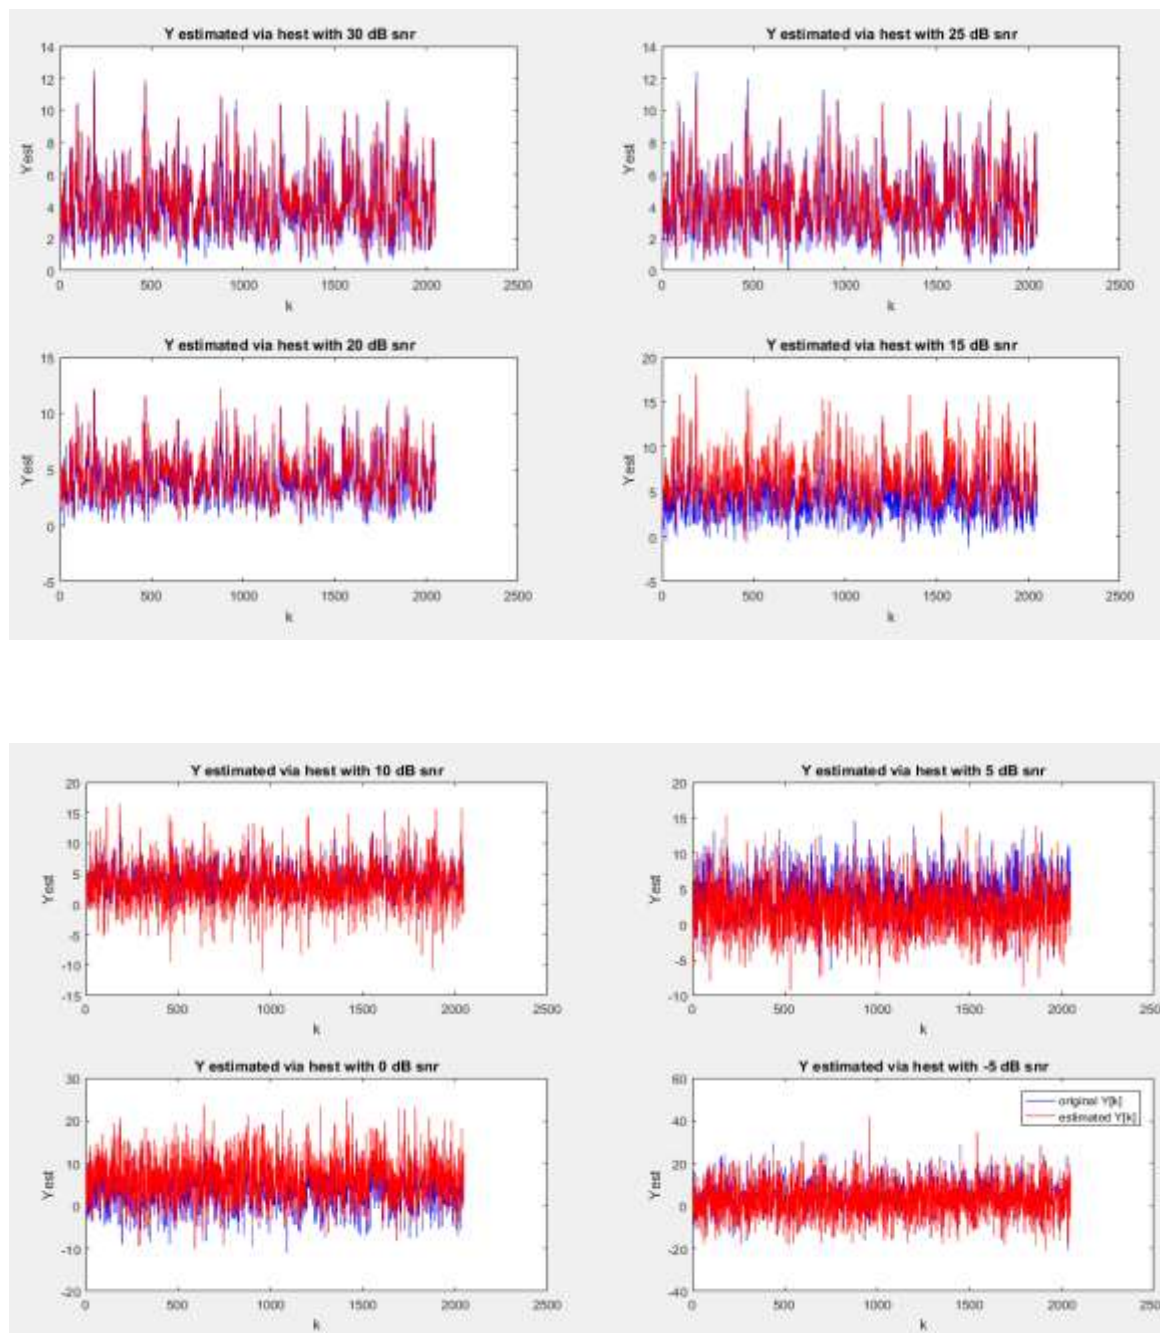 Y estimated via hest with 30 dB snr
14
12
10
8
6
4
2
0
Yest
0 500 1000 1500 2000 2500
k
Y estimated via hest with 25 dB snr
14
12
10
8
6
4
2
0
Yest
0 500 1000 1500 2000 2500
k
Y estimated via hest with 20 dB snr
15
10
5
0
-5
Yest
0 500 1000 1500 2000 2500
k
Y estimated via hest with 15 dB snr
20
15
10
5
0
-5
Yest
0 500 1000 1500 2000 2500
k
Y estimated via hest with 10 dB snr
20
15
10
5
0
-5
-10
-15
Yest
0 500 1000 1500 2000 2500
k
Y estimated via hest with 5 dB snr
20
15
10
5
0
-5
-10
Yest
0 500 1000 1500 2000 2500
k
Y estimated via hest with 0 dB snr
30
20
10
0
-10
-20
Yest
0 500 1000 1500 2000 2500
k
Y estimated via hest with -5 dB snr
60
40
20
0
-20
-40
Yest
original Y[k]
estimated Y[k]
0 500 1000 1500 2000 250
k